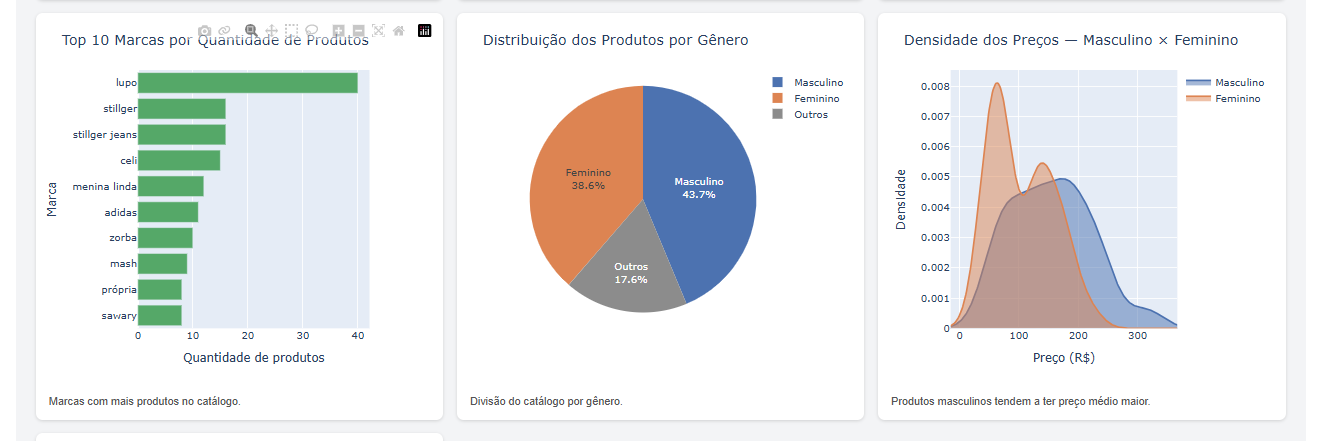 Top 10 Marcas por Quantidade de Produtos
lupo
stillger
stillger jeans
celi
menina linda
adidas
zorba
mash
própria
sawary
Marca
0 10 20 30 40
Quantidade de produtos
Marcas com mais produtos no catálogo.
Distribuição dos Produtos por Gênero
Masculino
Feminino
Outros
Feminino
38.6%
Masculino
43.7%
Outros
17.6%
Divisão do catálogo por gênero.
Densidade dos Preços — Masculino × Feminino
Masculino
Feminino
0.008
0.007
0.006
0.005
0.004
0.003
0.002
0.001
0
Densidade
0 100 200 300
Preço (R$)
Produtos masculinos tendem a ter preço médio maior.